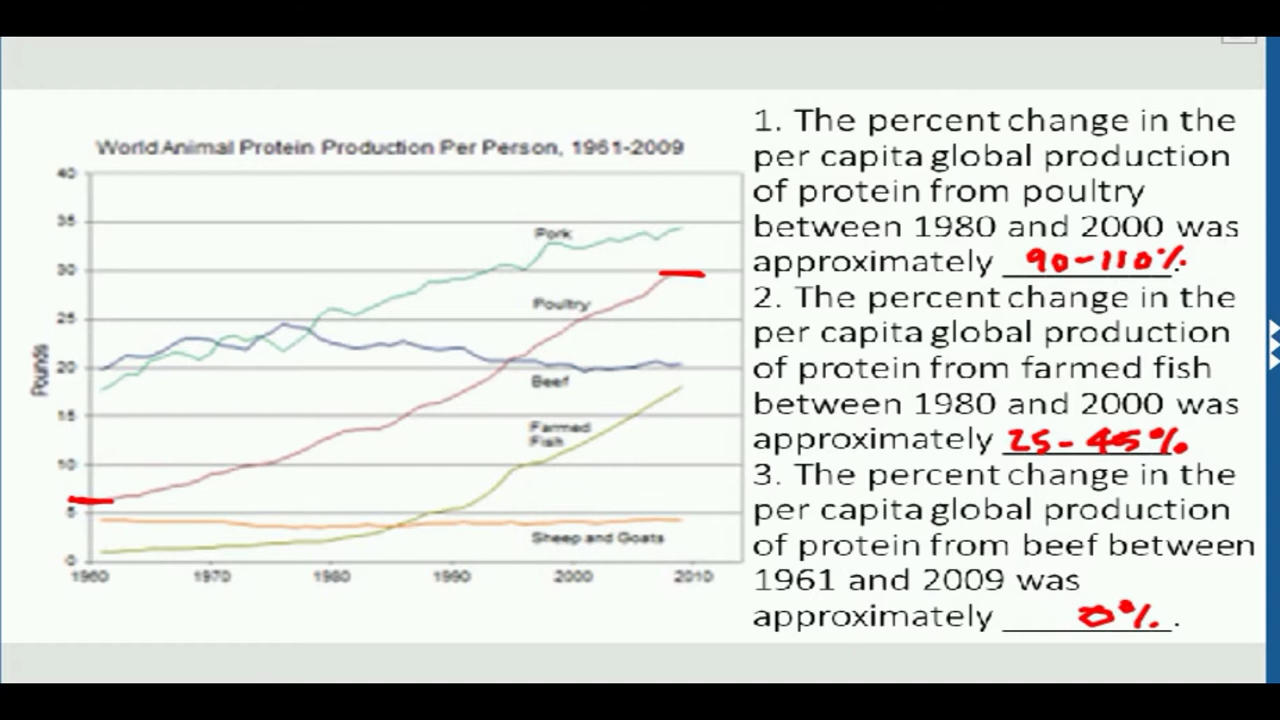 World Animal Protein Production Per Person, 1961-2009
40
35
30
25
20
15
10
5
0
Pounds
Pork
Poultry
Beef
Farmed
Fish
Sheep and Goats
1960 1970 1980 1990 2000 2010
1. The percent change in the
per capita global production
of protein from poultry
between 1980 and 2000 was
approximately 90-110%.
2. The percent change in the
per capita global production
of protein from farmed fish
between 1980 and 2000 was
approximately 25-45%
3. The percent change in the
per capita global production
of protein from beef between
1961 and 2009 was
approximately 0%.